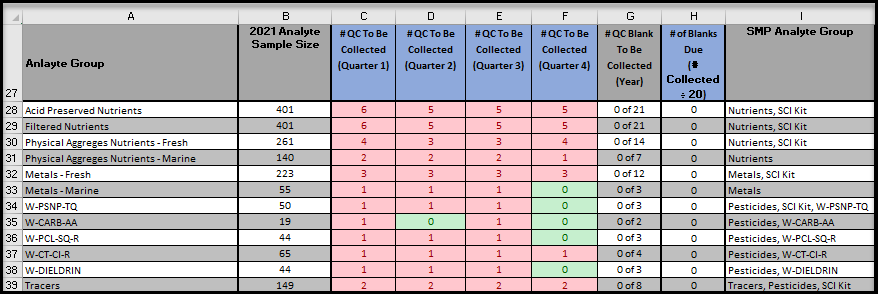 A B C D E F G H I
27 Anlayte Group 2021 Analyte Sample Size # QC To Be Collected (Quarter 1) # QC To Be Collected (Quarter 2) # QC To Be Collected (Quarter 3) # QC To Be Collected (Quarter 4) # QC Blank To Be Collected (Year) # of Blanks Due (# Collected ÷ 20) SMP Analyte Group
28 Acid Preserved Nutrients 401 6 5 5 5 0 of 21 0 Nutrients, SCI Kit
29 Filtered Nutrients 401 6 5 5 5 0 of 21 0 Nutrients, SCI Kit
30 Physical Aggreges Nutrients - Fresh 261 4 3 3 4 0 of 14 0 Nutrients, SCI Kit
31 Physical Aggreges Nutrients - Marine 140 2 2 2 1 0 of 7 0 Nutrients
32 Metals - Fresh 223 3 3 3 3 0 of 12 0 Metals, SCI Kit
33 Metals - Marine 55 1 1 1 0 0 of 3 0 Metals
34 W-PSNP-TQ 50 1 1 1 0 0 of 3 0 Pesticides, SCI Kit, W-PSNP-TQ
35 W-CARB-AA 19 1 0 1 0 0 of 2 0 Pesticides, W-CARB-AA
36 W-PCL-SQ-R 44 1 1 1 0 0 of 3 0 Pesticides, W-PCL-SQ-R
37 W-CT-CI-R 65 1 1 1 1 0 of 4 0 Pesticides, W-CT-CI-R
38 W-DIELDRIN 44 1 1 1 0 0 of 3 0 Pesticides, W-DIELDRIN
39 Tracers 149 2 2 2 2 0 of 8 0 Tracers, Pesticides, SCI Kit